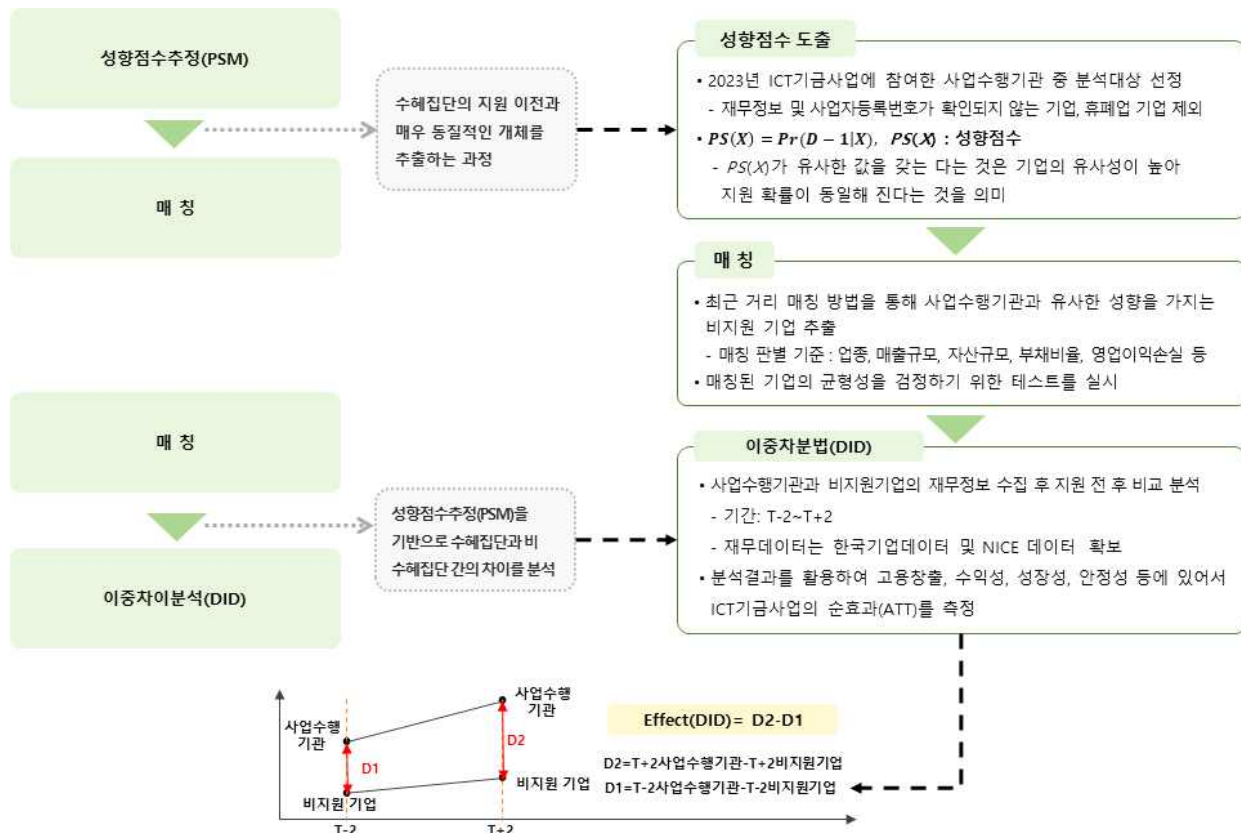 성향점수추정(PSM)
매 칭
수혜집단의 지원 이전과
매우 동질적인 개체를
추출하는 과정
성향점수 도출
• 2023년 ICT기금사업에 참여한 사업수행기관 중 분석대상 선정
- 재무정보 및 사업자등록번호가 확인되지 않는 기업, 휴폐업 기업 제외
• PS(X) = Pr(D − 1|X), PS(X) : 성향점수
- PS(X)가 유사한 값을 갖는 다는 것은 기업의 유사성이 높아
지원 확률이 동일해 진다는 것을 의미
매 칭
• 최근 거리 매칭 방법을 통해 사업수행기관과 유사한 성향을 가지는
비지원 기업 추출
- 매칭 판별 기준 : 업종, 매출규모, 자산규모, 부채비율, 영업이익손실 등
• 매칭된 기업의 균형성을 검정하기 위한 테스트를 실시
매 칭
이중차이분석(DID)
성향점수추정(PSM)을
기반으로 수혜집단과 비
수혜집단 간의 차이를 분석
이중차분법(DID)
• 사업수행기관과 비지원기업의 재무정보 수집 후 지원 전 후 비교 분석
- 기간: T-2~T+2
- 재무데이터는 한국기업데이터 및 NICE 데이터 확보
• 분석결과를 활용하여 고용창출, 수익성, 성장성, 안정성 등에 있어서
ICT기금사업의 순효과(ATT)를 측정
사업수행
기관
사업수행
기관
D1
D2
비지원 기업
비지원 기업
T-2
T+2
Effect(DID)= D2-D1
D2=T+2사업수행기관-T+2비지원기업
D1=T-2사업수행기관-T-2비지원기업